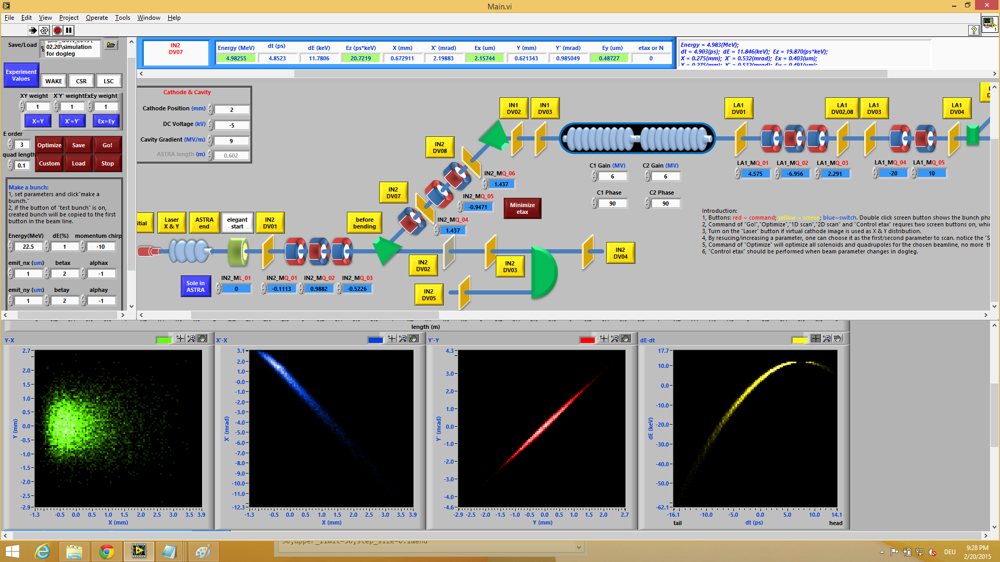 Main.vi
File Edit View Project Operate Tools Window Help
Save/Load
02.20\simulation
for dogleg
Experiment
Values
WAKE CSR LSC
XY weight X'Y' weight ExEy weight
1 1 1
X=Y X'=Y' Ex=Ey
E order
3
quad length
0.1
Optimize Save Go!
Custom Load Stop
Make a bunch:
1, set parameters and click"make a
bunch."
2, if the button of "test bunch" is on,
created bunch will be copied to the first
button in the beam line.
Energy(MeV) dE(%) momentum chirp
22.5 1 -10
emit_nx (um) betax alphax
1 2 -1
emit_ny (um) betay alphay
1 2 -1
IN2
DV07
Energy (MeV) dt (ps) dE (keV) Ez (ps*keV) X (mm) X' (mrad) Ex (um) Y (mm) Y' (mrad) Ey (um) etax or N
4.98255 4.8523 11.7806 20.7219 0.672911 2.19883 2.15744 0.621343 0.985049 0.48727 0
Energy = 4.983(MeV);
dt = 4.903(ps); dE = 11.846(keV); Ez = 19.870(ps*keV);
X = 0.275(mm); X' = 0.532(mrad); Ex = 0.403(um);
Y = 0.275(mm); Y' = 0.532(mrad); Ey = 0.491(um);
Cathode & Cavity
Cathode Position (mm) 2
DC Voltage (kV) -5
Cavity Gradient (MV/m) 9
ASTRA length (m) 0.602
itial
Laser
X & Y
ASTRA
end
elegant
start
IN2
DV01
before
bending
IN2
DV07
IN2
DV08
IN1
DV02
IN1
DV03
LA1
DV01
LA1
DV02,08
LA1
DV03
LA1
DV04
IN2_MQ_06
1.437
IN2_MQ_05
-0.9471
IN2_MQ_04
1.437
Minimize
etax
C1 Gain (MV) C2 Gain (MV)
6 6
C1 Phase C2 Phase
90 90
LA1_MQ_01 LA1_MQ_02 LA1_MQ_03 LA1_MQ_04 LA1_MQ_05
4.575 -6.956 2.291 -20 10
Introduction:
1, Buttons: red ~ command; yellow ~ screen; blue~switch. Double click screen button shows the bunch pha
2, Command of "Go!","Optimize","1D scan","2D scan" and "Control etax" requres two screen buttons on, whic
3, Turn on the "Laser" button if virtual cathode image is used as X & Y distribution.
4, By resucing/increasing a parameter, one can choose it as the first/second parameter to scan. notice the "S
5, Command of "Optimize" will optimize all solenoids and quadrupoles for the chosen beamline, no more th
6, "Control etax" should be performed when beam parameter changes in dogleg.
Sole in
ASTRA
IN2_ML_01 IN2_MQ_01 IN2_MQ_02 IN2_MQ_03
0 -0.1113 0.9882 -0.5226
IN2
DV02
IN2
DV03
IN2
DV04
IN2
DV05
length (m)
Y-X
2.7
2.0
1.5
1.0
0.5
0.0
-0.5
-1.0
-1.5
-2.0
-2.5
-2.9
Y (mm)
-1.3 -0.5 0.0 0.5 1.0 1.5 2.0 2.5 3.0 3.9
X (mm)
X'-X
3.1
2.0
1.0
-0.0
-1.0
-2.0
-3.0
-4.0
-5.0
-6.0
-7.0
-8.0
-9.0
-10.0
-11.0
-12.3
X' (mrad)
-1.3 -0.5 0.0 0.5 1.0 1.5 2.0 2.5 3.0 3.5 3.9
X (mm)
Y'-Y
4.3
3.0
2.0
1.0
0.0
-1.0
-2.0
-3.0
-4.0
-4.6
Y' (mrad)
-2.9 -2.5 -2.0 -1.5 -1.0 -0.5 0.0 0.5 1.0 1.5 2.0 2.7
Y (mm)
dE-dt
17.7
10.0
0.0
-10.0
-20.0
-30.0
-40.0
-50.0
-62.1
dE (keV)
-16.1 -10.0 -5.0 0.0 5.0 10.0 14.1
tail dt (ps) head
DEU
9:28 PM
2/20/2015